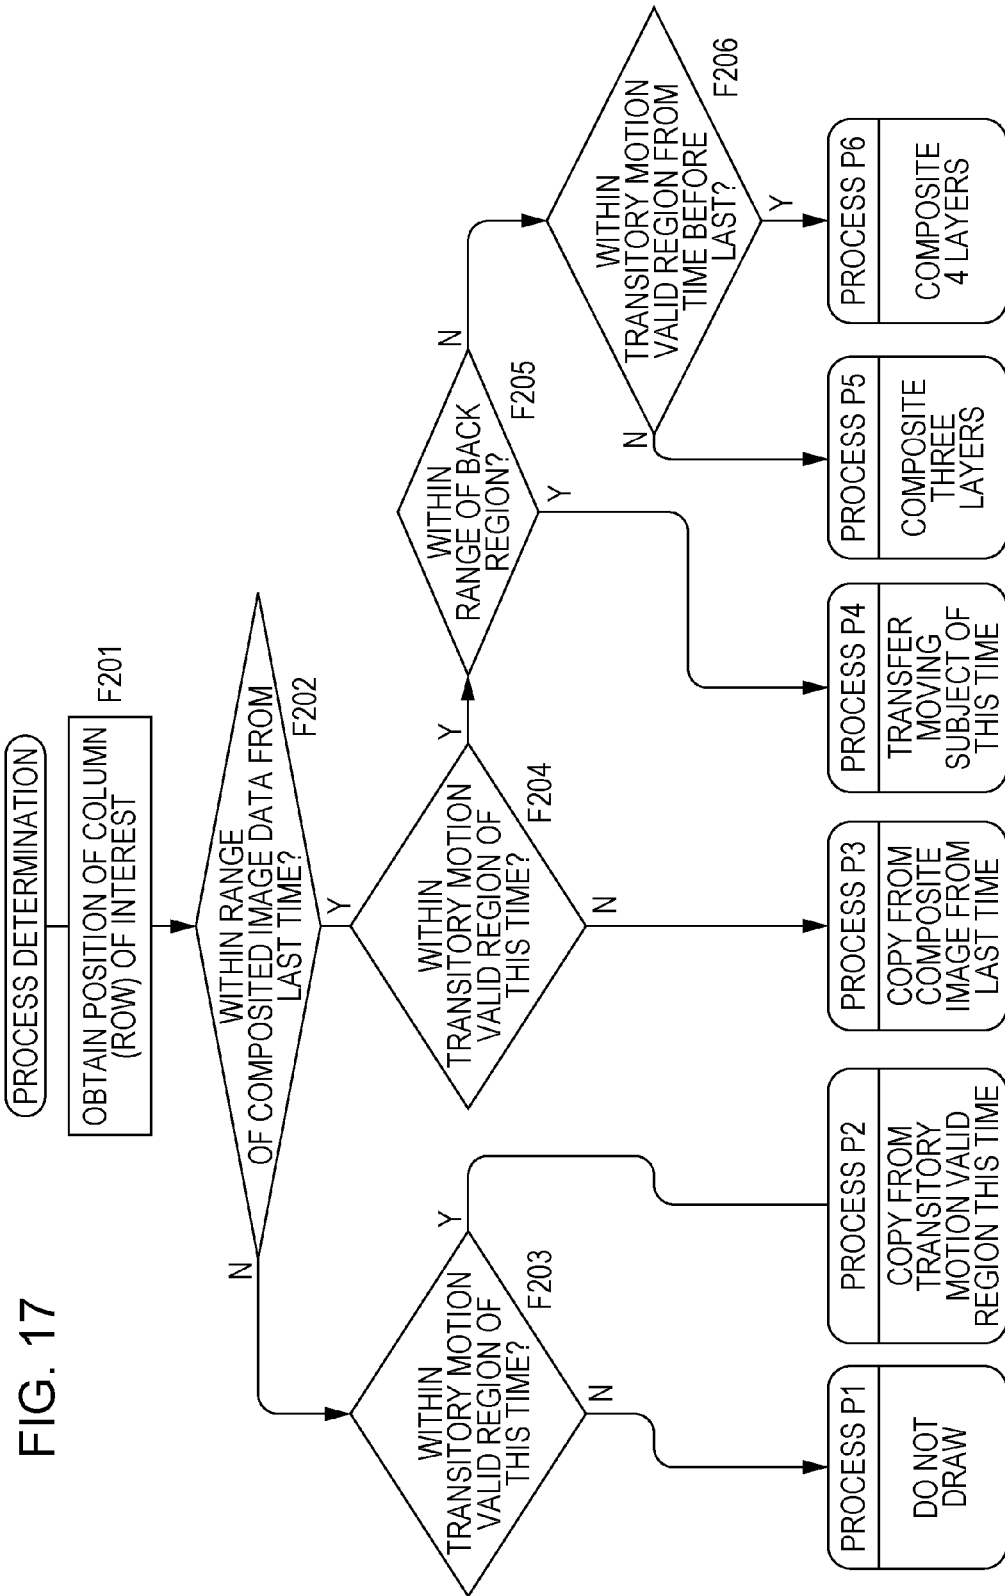 FIG. 17
PROCESS DETERMINATION
OBTAIN POSITION OF COLUMN
(ROW) OF INTEREST
F201
WITHIN RANGE
OF COMPOSITED IMAGE DATA FROM
LAST TIME?
F202
N
Y
WITHIN
TRANSITORY MOTION
VALID REGION OF
THIS TIME?
F203
Y
N
WITHIN
TRANSITORY MOTION
VALID REGION OF
THIS TIME?
F204
Y
N
WITHIN
RANGE OF BACK
REGION?
F205
N
Y
WITHIN
TRANSITORY MOTION
VALID REGION FROM
TIME BEFORE
LAST?
F206
N
Y
PROCESS P1
DO NOT
DRAW
PROCESS P2
COPY FROM
TRANSITORY
MOTION VALID
REGION THIS TIME
PROCESS P3
COPY FROM
COMPOSITE
IMAGE FROM
LAST TIME
PROCESS P4
TRANSFER
MOVING
SUBJECT OF
THIS TIME
PROCESS P5
COMPOSITE
THREE
LAYERS
PROCESS P6
COMPOSITE
4 LAYERS